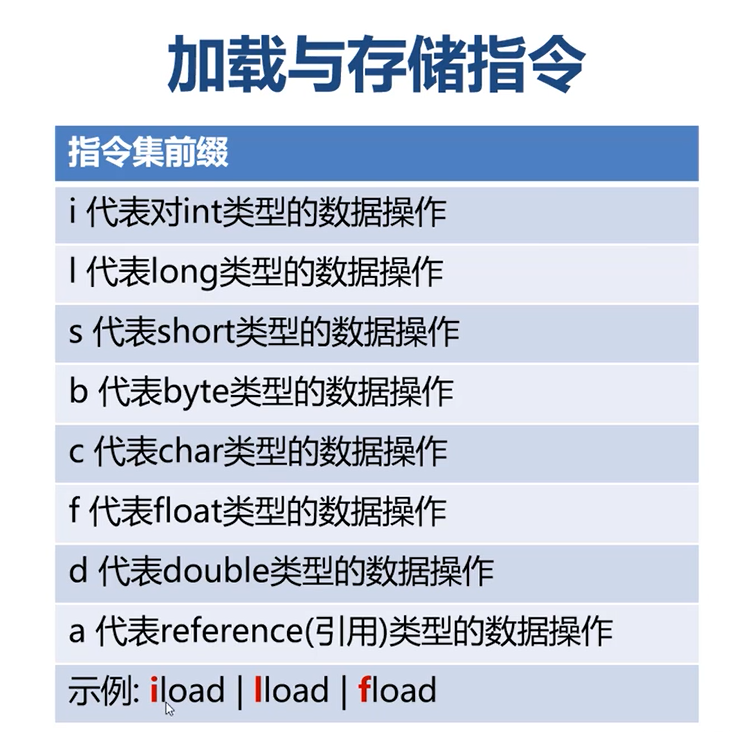 加载与存储指令
指令集前缀
i 代表对int类型的数据操作
l 代表long类型的数据操作
s 代表short类型的数据操作
b 代表byte类型的数据操作
c 代表char类型的数据操作
f 代表float类型的数据操作
d 代表double类型的数据操作
a 代表reference(引用)类型的数据操作
示例: iload | lload | fload